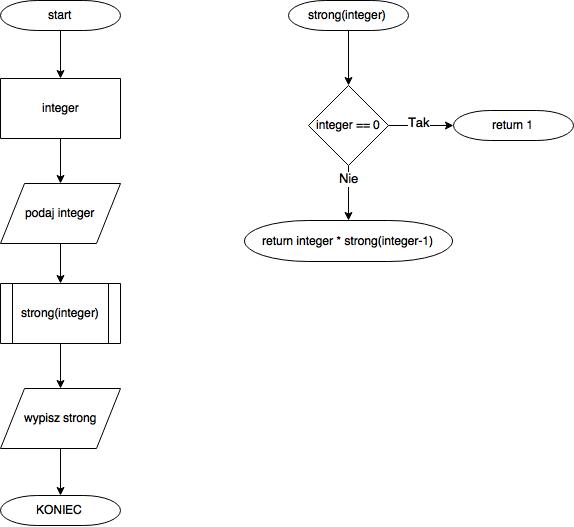 start
integer
podaj integer
strong(integer)
wypisz strong
KONIEC
strong(integer)
integer == 0
Tak
return 1
Nie
return integer * strong(integer-1)